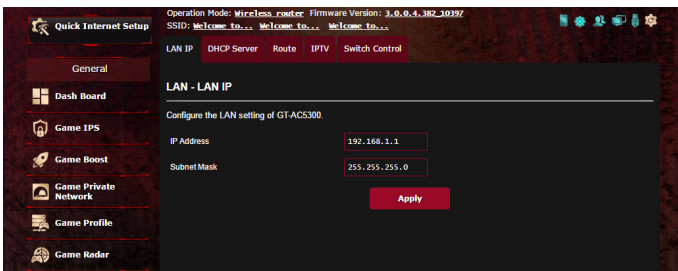 Quick Internet Setup
Operation Mode: Wireless router Firmware Version: 3.0.0.4.382_10397
SSID: Welcome to... Welcome to... Welcome to...
LAN IP DHCP Server Route IPTV Switch Control
General
Dash Board
Game IPS
Game Boost
Game Private
Network
Game Profile
Game Radar
LAN - LAN IP
Configure the LAN setting of GT-AC5300.
IP Address 192.168.1.1
Subnet Mask 255.255.255.0
Apply